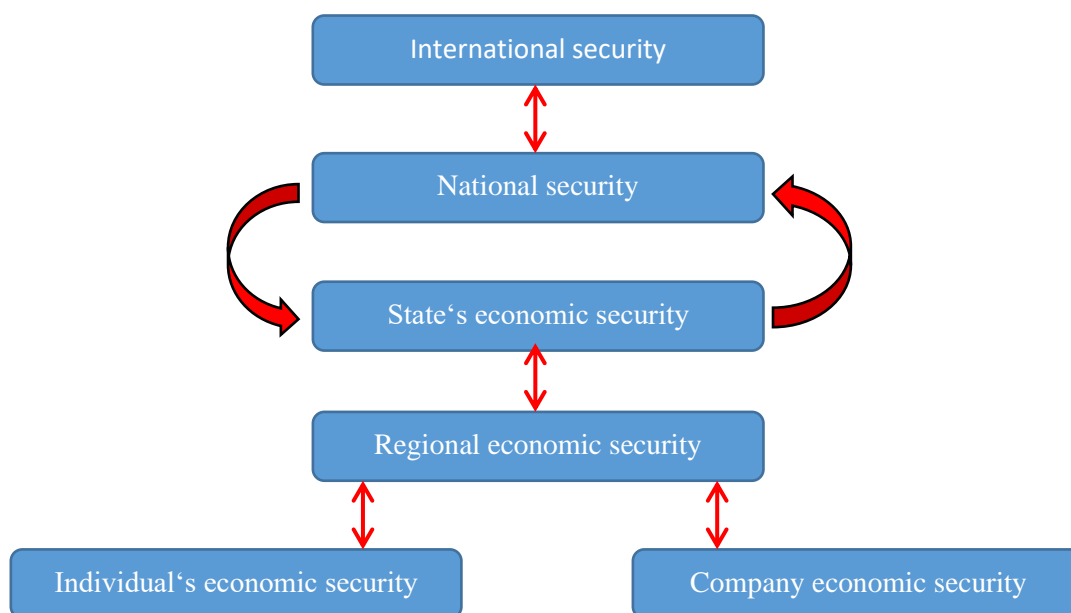 International security
National security
State‘s economic security
Regional economic security
Individual‘s economic security
Company economic security